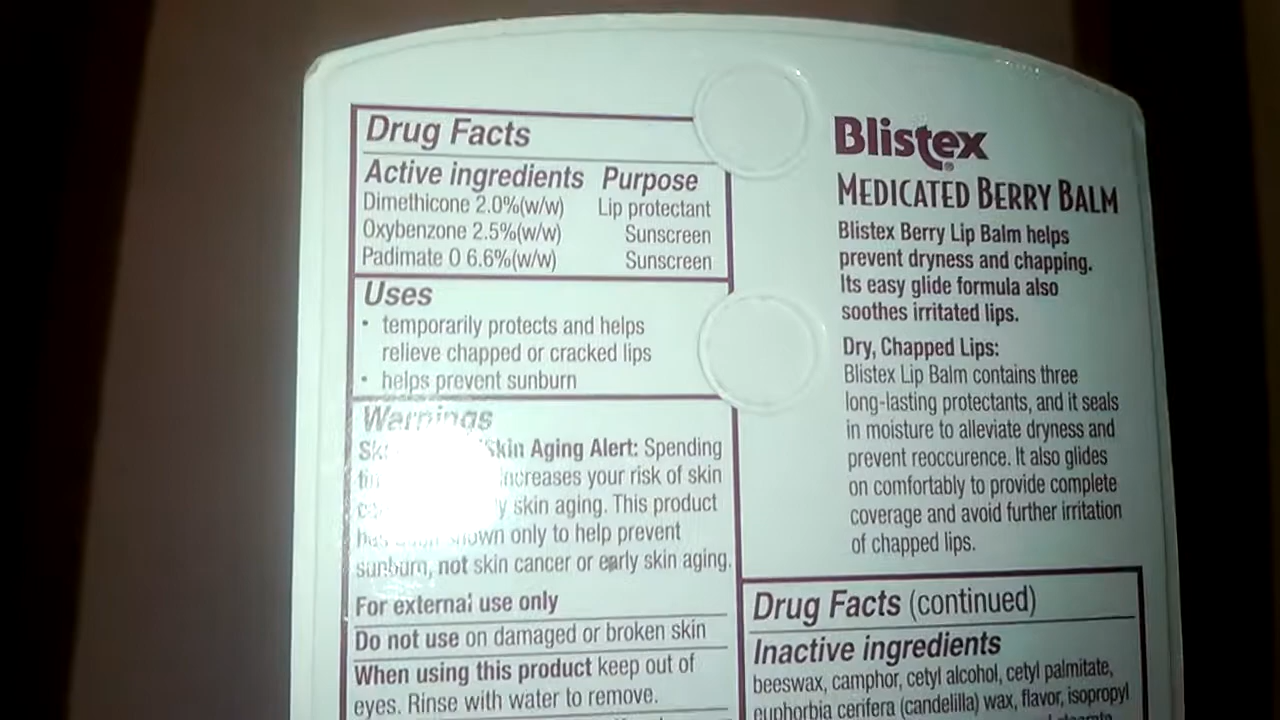 Drug Facts
Active ingredients Purpose
Dimethicone 2.0%(w/w) Lip protectant
Oxybenzone 2.5%(w/w) Sunscreen
Padimate O 6.6%(w/w) Sunscreen
Uses
• temporarily protects and helps
relieve chapped or cracked lips
• helps prevent sunburn
Warnings
Skin Aging Alert: Spending
increases your risk of skin
skin aging. This product
shown only to help prevent
sunburn, not skin cancer or early skin aging.
For external use only
Do not use on damaged or broken skin
When using this product keep out of
eyes. Rinse with water to remove.
Blistex®
MEDICATED BERRY BALM
Blistex Berry Lip Balm helps
prevent dryness and chapping.
Its easy glide formula also
soothes irritated lips.
Dry, Chapped Lips:
Blistex Lip Balm contains three
long-lasting protectants, and it seals
in moisture to alleviate dryness and
prevent reoccurence. It also glides
on comfortably to provide complete
coverage and avoid further irritation
of chapped lips.
Drug Facts (continued)
Inactive ingredients
beeswax, camphor, cetyl alcohol, cetyl palmitate,
euphorbia cerifera (candelilla) wax, flavor, isopropyl